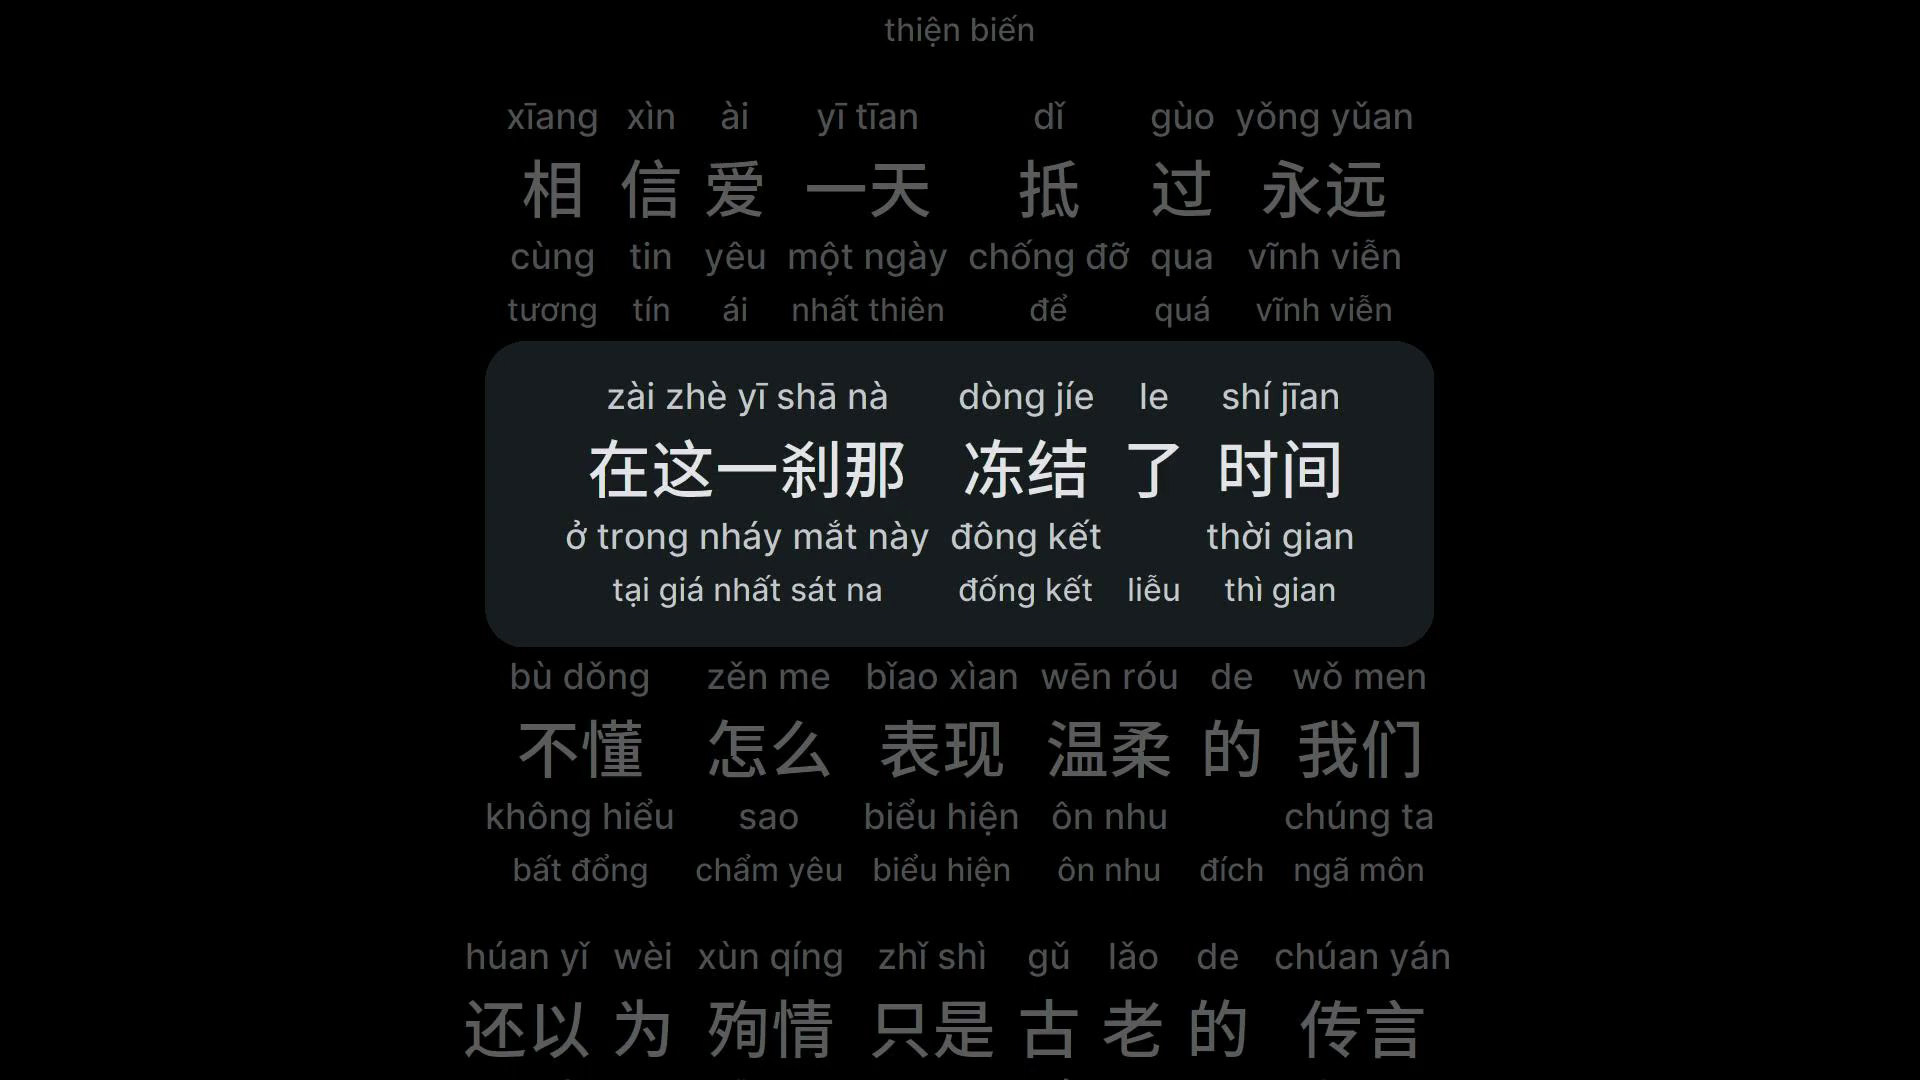 thiện biến
xīang xìn ài yī tīan dǐ gùo yǒng yǔan
相 信 爱 一天 抵 过 永远
cùng tin yêu một ngày chống đỡ qua vĩnh viễn
tương tín ái nhất thiên để quá vĩnh viễn
zài zhè yī shā nà dòng jíe le shí jīan
在这一刹那 冻结 了 时间
ở trong nháy mắt này đông kết thời gian
tại giá nhất sát na đống kết liễu thì gian
bù dǒng zěn me bǐao xìan wēn róu de wǒ men
不懂 怎么 表现 温柔 的 我们
không hiểu sao biểu hiện ôn nhu chúng ta
bất đổng chẩm yêu biểu hiện ôn nhu đích ngã môn
húan yǐ wèi xùn qíng zhǐ shì gǔ lǎo de chúan yán
还以 为 殉情 只是 古 老 的 传言